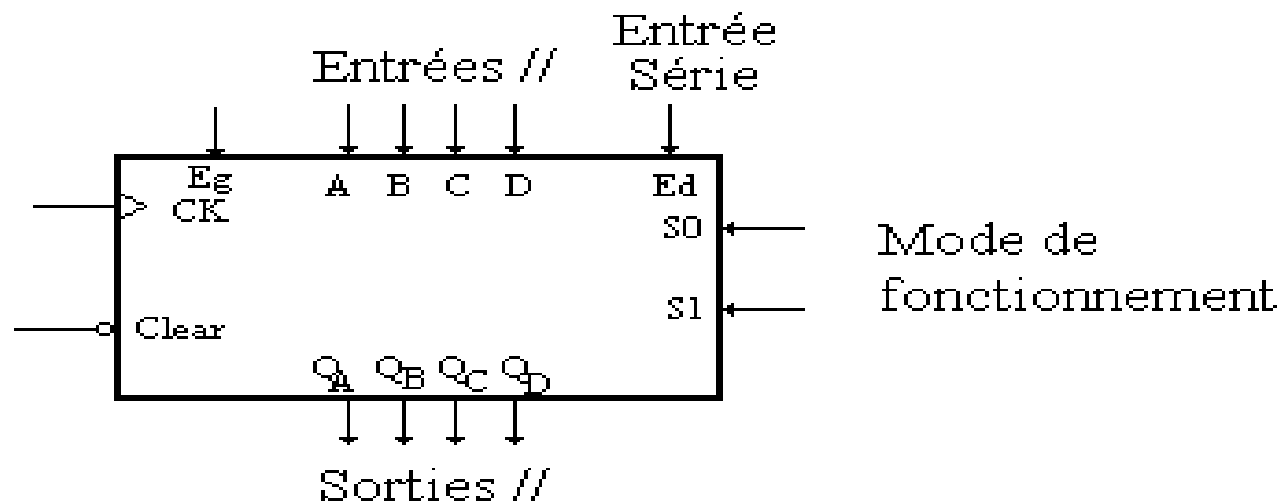 Entrée
Série
Entrées //
Eg A B C D Ed
CK
S0
Mode de
fonctionnement
S1
Clear
QA QB QC QD
Sorties //